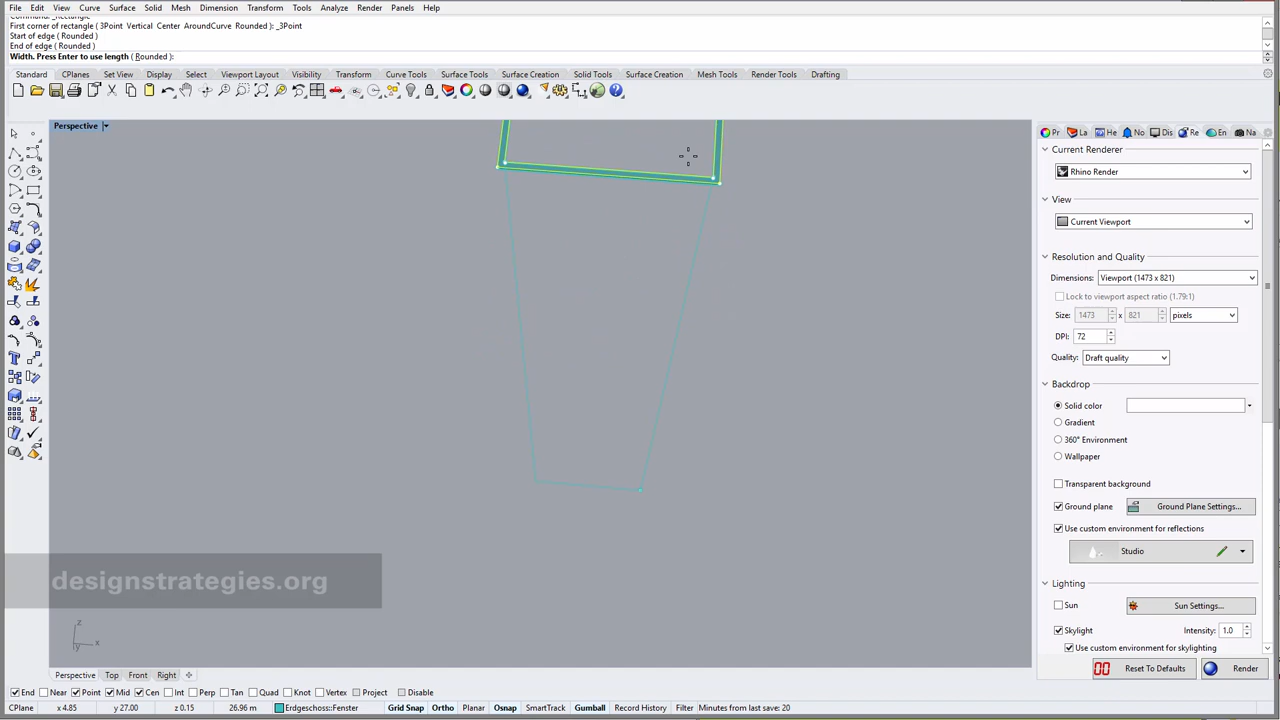 File Edit View Curve Surface Solid Mesh Dimension Transform Tools Analyze Render Panels Help
First corner of rectangle ( 3Point Vertical Center AroundCurve Rounded ): _3Point
Start of edge ( Rounded )
End of edge ( Rounded )
Width. Press Enter to use length ( Rounded ):
Standard CPlanes Set View Display Select Viewport Layout Visibility Transform Curve Tools Surface Tools Surface Creation Solid Tools Surface Creation Mesh Tools Render Tools Drafting
Perspective
Pr La He No Dis Re En Na
Current Renderer
Rhino Render
View
Current Viewport
Resolution and Quality
Dimensions: Viewport (1473 x 821)
Lock to viewport aspect ratio (1.79:1)
Size: 1473 x 821 pixels
DPI: 72
Quality: Draft quality
Backdrop
Solid color
Gradient
360° Environment
Wallpaper
Transparent background
Ground plane Ground Plane Settings...
Use custom environment for reflections
Studio
Lighting
Sun Sun Settings...
Skylight Intensity: 1.0
Use custom environment for skylighting
Reset To Defaults Render
designstrategies.org
z
x
y
Perspective Top Front Right
End Near Point Mid Cen Int Perp Tan Quad Knot Vertex Project Disable
CPlane x 4.85 y 27.00 z 0.15 26.96 m Erdgeschoss::Fenster Grid Snap Ortho Planar Osnap SmartTrack Gumball Record History Filter Minutes from last save: 20